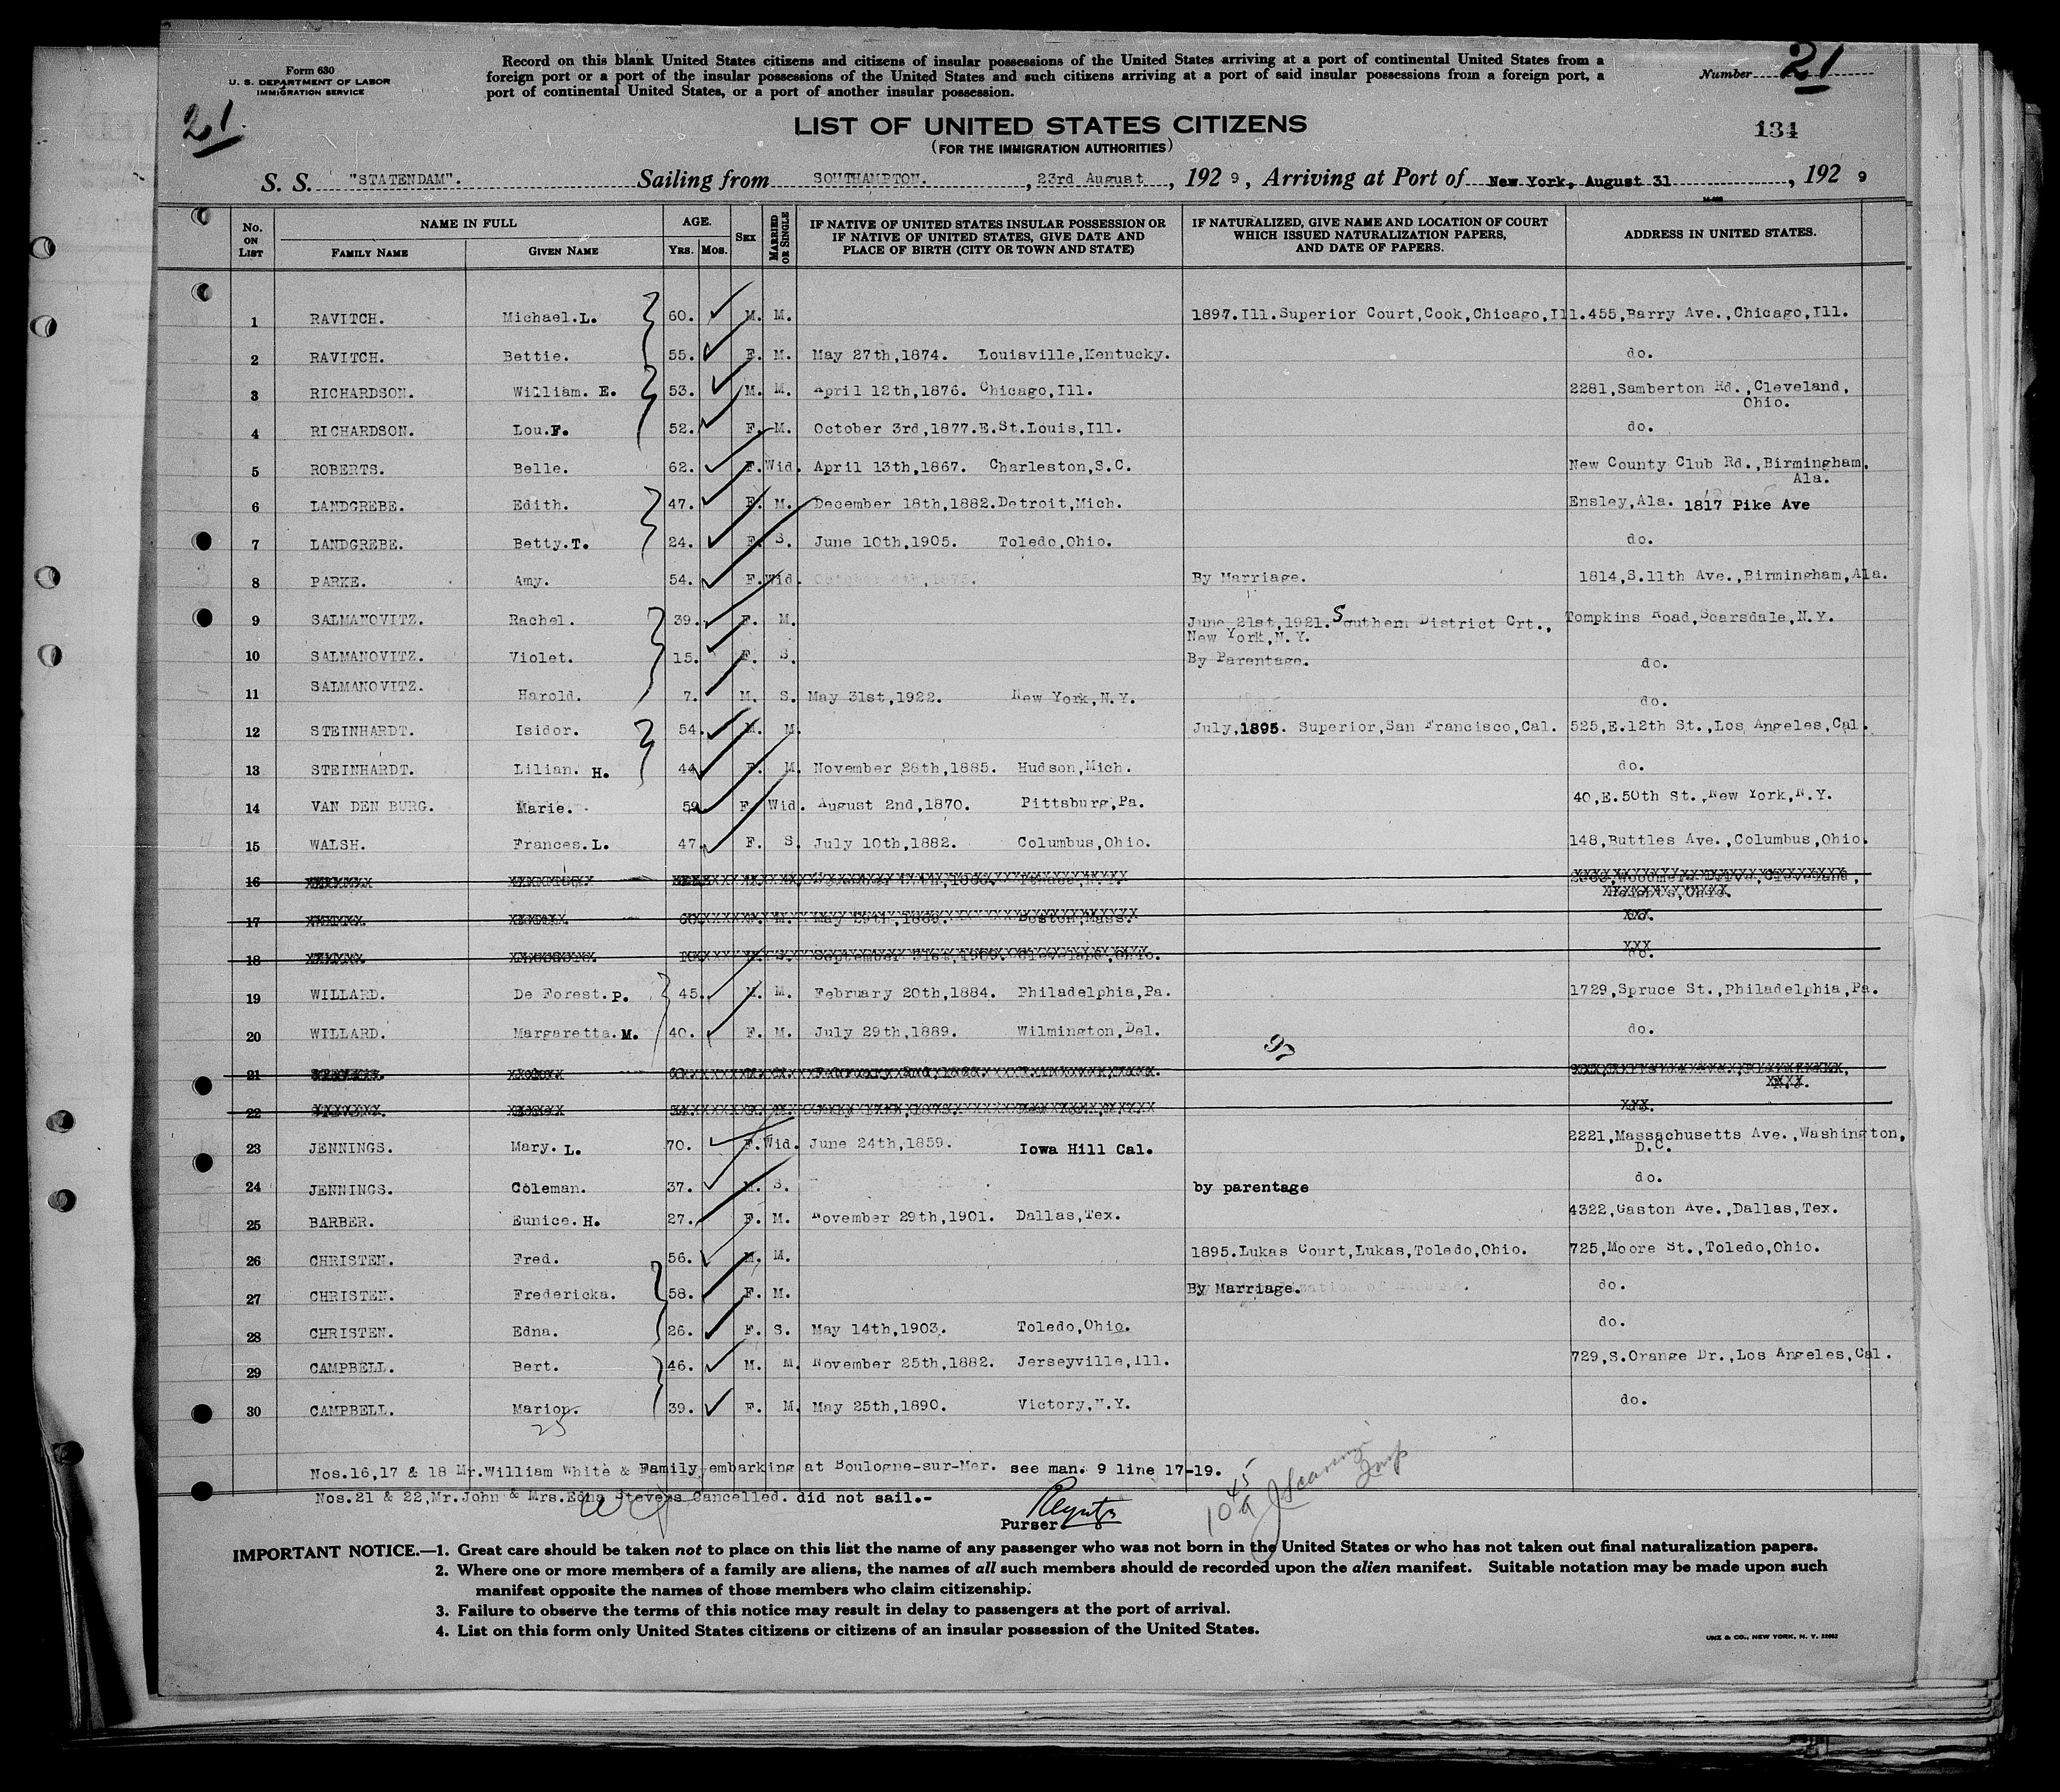 Form 630
U. S. DEPARTMENT OF LABOR
IMMIGRATION SERVICE
Record on this blank United States citizens and citizens of insular possessions of the United States arriving at a port of continental United States from a
foreign port or a port of the insular possessions of the United States and such citizens arriving at a port of said insular possessions from a foreign port, a
port of continental United States, or a port of another insular possession.
Number 21
21
LIST OF UNITED STATES CITIZENS
134
(FOR THE IMMIGRATION AUTHORITIES)
S. S. "STATENDAM". Sailing from SOUTHAMPTON. , 23rd August , 192 9 , Arriving at Port of New York, August 31 , 192 9
No. ON LIST NAME IN FULL FAMILY NAME GIVEN NAME AGE. YRS. MOS. SEX MARRIED OR SINGLE IF NATIVE OF UNITED STATES INSULAR POSSESSION OR IF NATIVE OF UNITED STATES, GIVE DATE AND PLACE OF BIRTH (CITY OR TOWN AND STATE) IF NATURALIZED, GIVE NAME AND LOCATION OF COURT WHICH ISSUED NATURALIZATION PAPERS, AND DATE OF PAPERS. ADDRESS IN UNITED STATES.
1 RAVITCH. Michael.L. 60. M. M. 1897.Ill.Superior Court,Cook,Chicago,Ill. 455,Barry Ave.,Chicago,Ill.
2 RAVITCH. Bettie. 55. F. M. May 27th,1874. Louisville,Kentucky. do.
3 RICHARDSON. William. E. 53. M. M. April 12th,1876. Chicago,Ill. 2281,Samberton Rd.,Cleveland,
Ohio.
4 RICHARDSON. Lou.F. 52. F. M. October 3rd,1877.E.St.Louis,Ill. do.
5 ROBERTS. Belle. 62. F. Wid. April 13th,1867. Charleston,S.C. New County Club Rd.,Birmingham.
Ala.
6 LANDGREBE. Edith. 47. F. M. December 18th,1882.Detroit,Mich. Ensley,Ala. 1817 Pike Ave
7 LANDGREBE. Betty.T. 24. F. S. June 10th,1905. Toledo,Ohio. do.
8 PARKE. Amy. 54. F. Wid. October 4th,1875. By Marriage. 1814,S.11th Ave.,Birmingham,Ala.
9 SALMANOVITZ. Rachel. 39. F. M. June 21st,1921.Southern District Crt., Tompkins Road,Scarsdale,N.Y.
New York,N.Y.
10 SALMANOVITZ. Violet. 15. F. S. By Parentage. do.
11 SALMANOVITZ. Harold. 7. M. S. May 31st,1922. New York,N.Y. do.
12 STEINHARDT. Isidor. 54. M. M. July,1895. Superior,San Francisco,Cal. 525,E.12th St.,Los Angeles,Cal.
13 STEINHARDT. Lilian. H. 44 F. M. November 28th,1885. Hudson,Mich. do.
14 VAN DEN BURG. Marie. 59 F. Wid. August 2nd,1870. Pittsburg,Pa. 40,E.50th St.,New York,N.Y.
15 WALSH. Frances.L. 47. F. S. July 10th,1882. Columbus,Ohio. 148,Buttles Ave.,Columbus,Ohio.
16
17 May 29th, Boston,Mass.
18 September 31st,1909. Cleveland,Ohio. do.
19 WILLARD. De Forest.P. 45. M. M. February 20th,1884. Philadelphia,Pa. 1729,Spruce St.,Philadelphia,Pa.
20 WILLARD. Margaretta.M. 40. F. M. July 29th,1889. Wilmington,Del. do.
97
21
22
23 JENNINGS. Mary. L. 70. F. Wid. June 24th,1859. Iowa Hill Cal. 2221,Massachusetts Ave.,Washington,
D.C.
24 JENNINGS. Coleman. 37. M. S. by parentage do.
25 BARBER. Eunice.H. 27. F. M. November 29th,1901. Dallas,Tex. 4322,Gaston Ave.,Dallas,Tex.
26 CHRISTEN. Fred. 56. M. M. 1895.Lukas Court,Lukas,Toledo,Ohio. 725,Moore St.,Toledo,Ohio.
27 CHRISTEN. Fredericka. 58. F. M. By Marriage. do.
28 CHRISTEN. Edna. 26. F. S. May 14th,1903. Toledo,Ohio. do.
29 CAMPBELL. Bert. 46. M. M. November 25th,1882. Jerseyville,Ill. 729,S.Orange Dr.,Los Angeles,Cal.
30 CAMPBELL. Marion. 39. F. M. May 25th,1890. Victory,N.Y. do.
25
Nos.16,17 & 18 Mr.William White & Family,embarking at Boulogne-sur-Mer. see man. 9 line 17-19.
Nos.21 & 22,Mr.John & Mrs.Edna Stevens Cancelled. did not sail.-
Purser
IMPORTANT NOTICE.—1. Great care should be taken not to place on this list the name of any passenger who was not born in the United States or who has not taken out final naturalization papers.
2. Where one or more members of a family are aliens, the names of all such members should de recorded upon the alien manifest. Suitable notation may be made upon such
manifest opposite the names of those members who claim citizenship.
3. Failure to observe the terms of this notice may result in delay to passengers at the port of arrival.
4. List on this form only United States citizens or citizens of an insular possession of the United States.
UNZ & CO., NEW YORK, N. Y. 22062